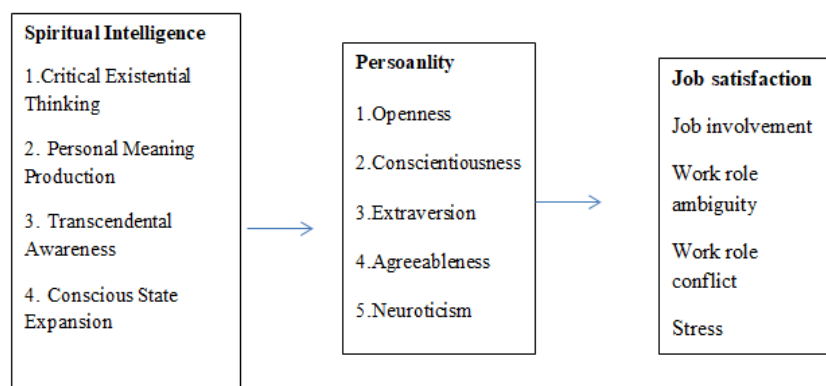 Spiritual Intelligence
1.Critical Existential
Thinking
2. Personal Meaning
Production
3. Transcendental
Awareness
4. Conscious State
Expansion
Persoanlity
1.Openness
2.Conscientiousness
3.Extraversion
4.Agreeableness
5.Neuroticism
Job satisfaction
Job involvement
Work role
ambiguity
Work role
conflict
Stress